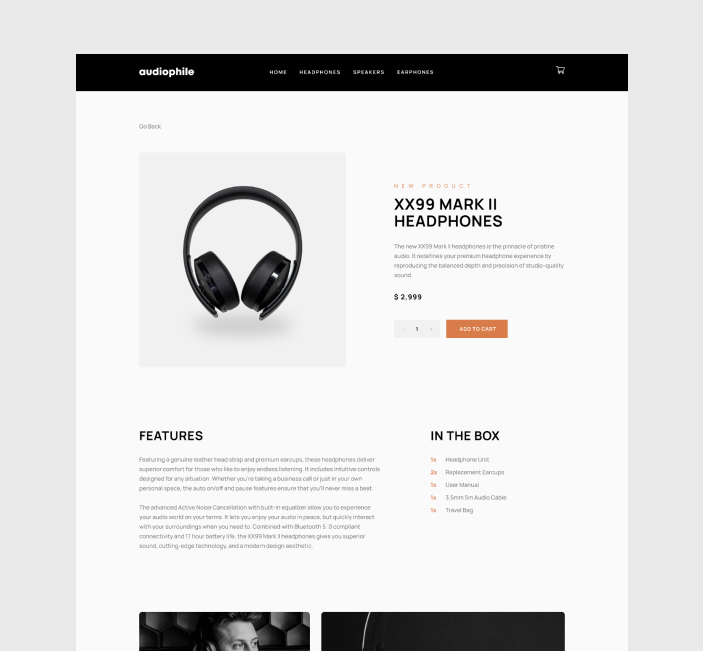 audiophile
HOME HEADPHONES SPEAKERS EARPHONES
Go Back
NEW PRODUCT
XX99 MARK II
HEADPHONES
The new XX99 Mark II headphones is the pinnacle of pristine
audio. It redefines your premium headphone experience by
reproducing the balanced depth and precision of studio-quality
sound.
$ 2,999
- 1 +
ADD TO CART
FEATURES
Featuring a genuine leather head strap and premium earcups, these headphones deliver
superior comfort for those who like to enjoy endless listening. It includes intuitive controls
designed for any situation. Whether you're taking a business call or just in your own
personal space, the auto on/off and pause features ensure that you'll never miss a beat.
The advanced Active Noise Cancellation with built-in equalizer allow you to experience
your audio world on your terms. It lets you enjoy your audio in peace, but quickly interact
with your surroundings when you need to. Combined with Bluetooth 5. 0 compliant
connectivity and 17 hour battery life, the XX99 Mark II headphones gives you superior
sound, cutting-edge technology, and a modern design aesthetic.
IN THE BOX
1x Headphone Unit
2x Replacement Earcups
1x User Manual
1x 3.5mm 5m Audio Cable
1x Travel Bag